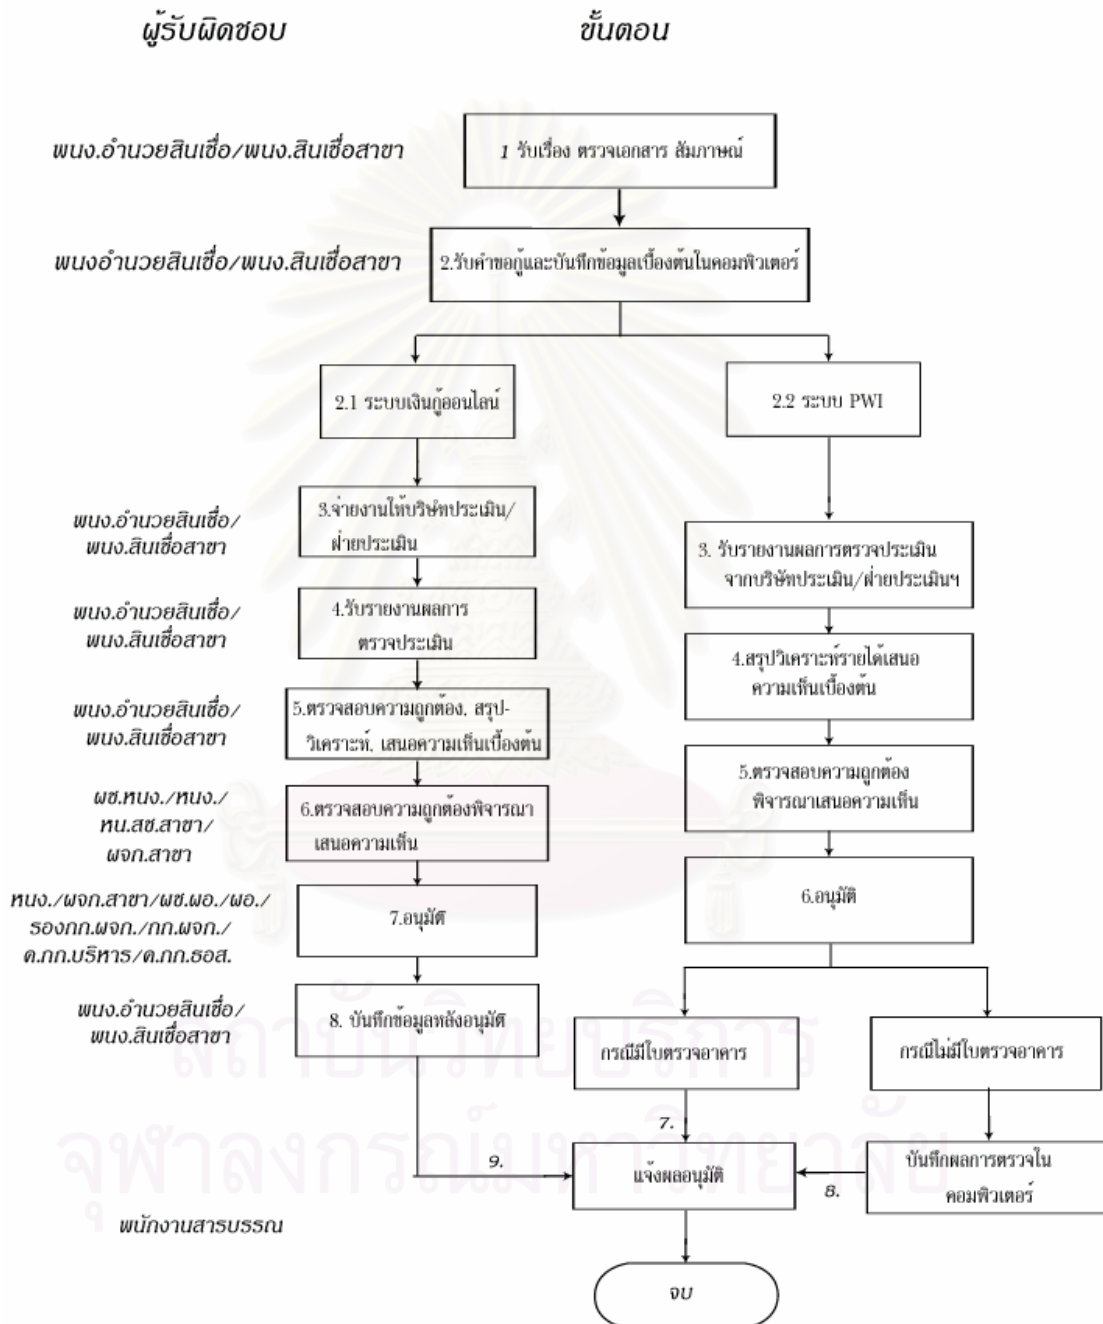 ผู้รับผิดชอบ
ขั้นตอน
พนง.อำนวยสินเชื่อ/พนง.สินเชื่อสาขา
1 รับเรื่อง ตรวจเอกสาร สัมภาษณ์
พนงอำนวยสินเชื่อ/พนง.สินเชื่อสาขา
2.รับคำขอกู้และบันทึกข้อมูลเบื้องต้นในคอมพิวเตอร์
2.1 ระบบเงินกู้ออนไลน์
2.2 ระบบ PWI
พนง.อำนวยสินเชื่อ/
พนง.สินเชื่อสาขา
3.จ่ายงานให้บริษัทประเมิน/
ฝ่ายประเมิน
3. รับรายงานผลการตรวจประเมิน
จากบริษัทประเมิน/ฝ่ายประเมินฯ
พนง.อำนวยสินเชื่อ/
พนง.สินเชื่อสาขา
4.รับรายงานผลการ
ตรวจประเมิน
4.สรุปวิเคราะห์รายได้เสนอ
ความเห็นเบื้องต้น
พนง.อำนวยสินเชื่อ/
พนง.สินเชื่อสาขา
5.ตรวจสอบความถูกต้อง, สรุป-
วิเคราะห์, เสนอความเห็นเบื้องต้น
5.ตรวจสอบความถูกต้อง
พิจารณาเสนอความเห็น
ผช.หนง./หนง./
หน.สช.สาขา/
ผจก.สาขา
6.ตรวจสอบความถูกต้องพิจารณา
เสนอความเห็น
6.อนุมัติ
หนง./ผจก.สาขา/ผช.ผอ./ผอ./
รองกก.ผจก./กก.ผจก./
ค.กก.บริหาร/ค.กก.ธอส.
7.อนุมัติ
พนง.อำนวยสินเชื่อ/
พนง.สินเชื่อสาขา
8. บันทึกข้อมูลหลังอนุมัติ
กรณีมีใบตรวจอาคาร
กรณีไม่มีใบตรวจอาคาร
7.
9.
แจ้งผลอนุมัติ
8.
บันทึกผลการตรวจใน
คอมพิวเตอร์
พนักงานสารบรรณ
จบ
สถาบันวิทยบริการ
จุฬาลงกรณ์มหาวิทยาลัย